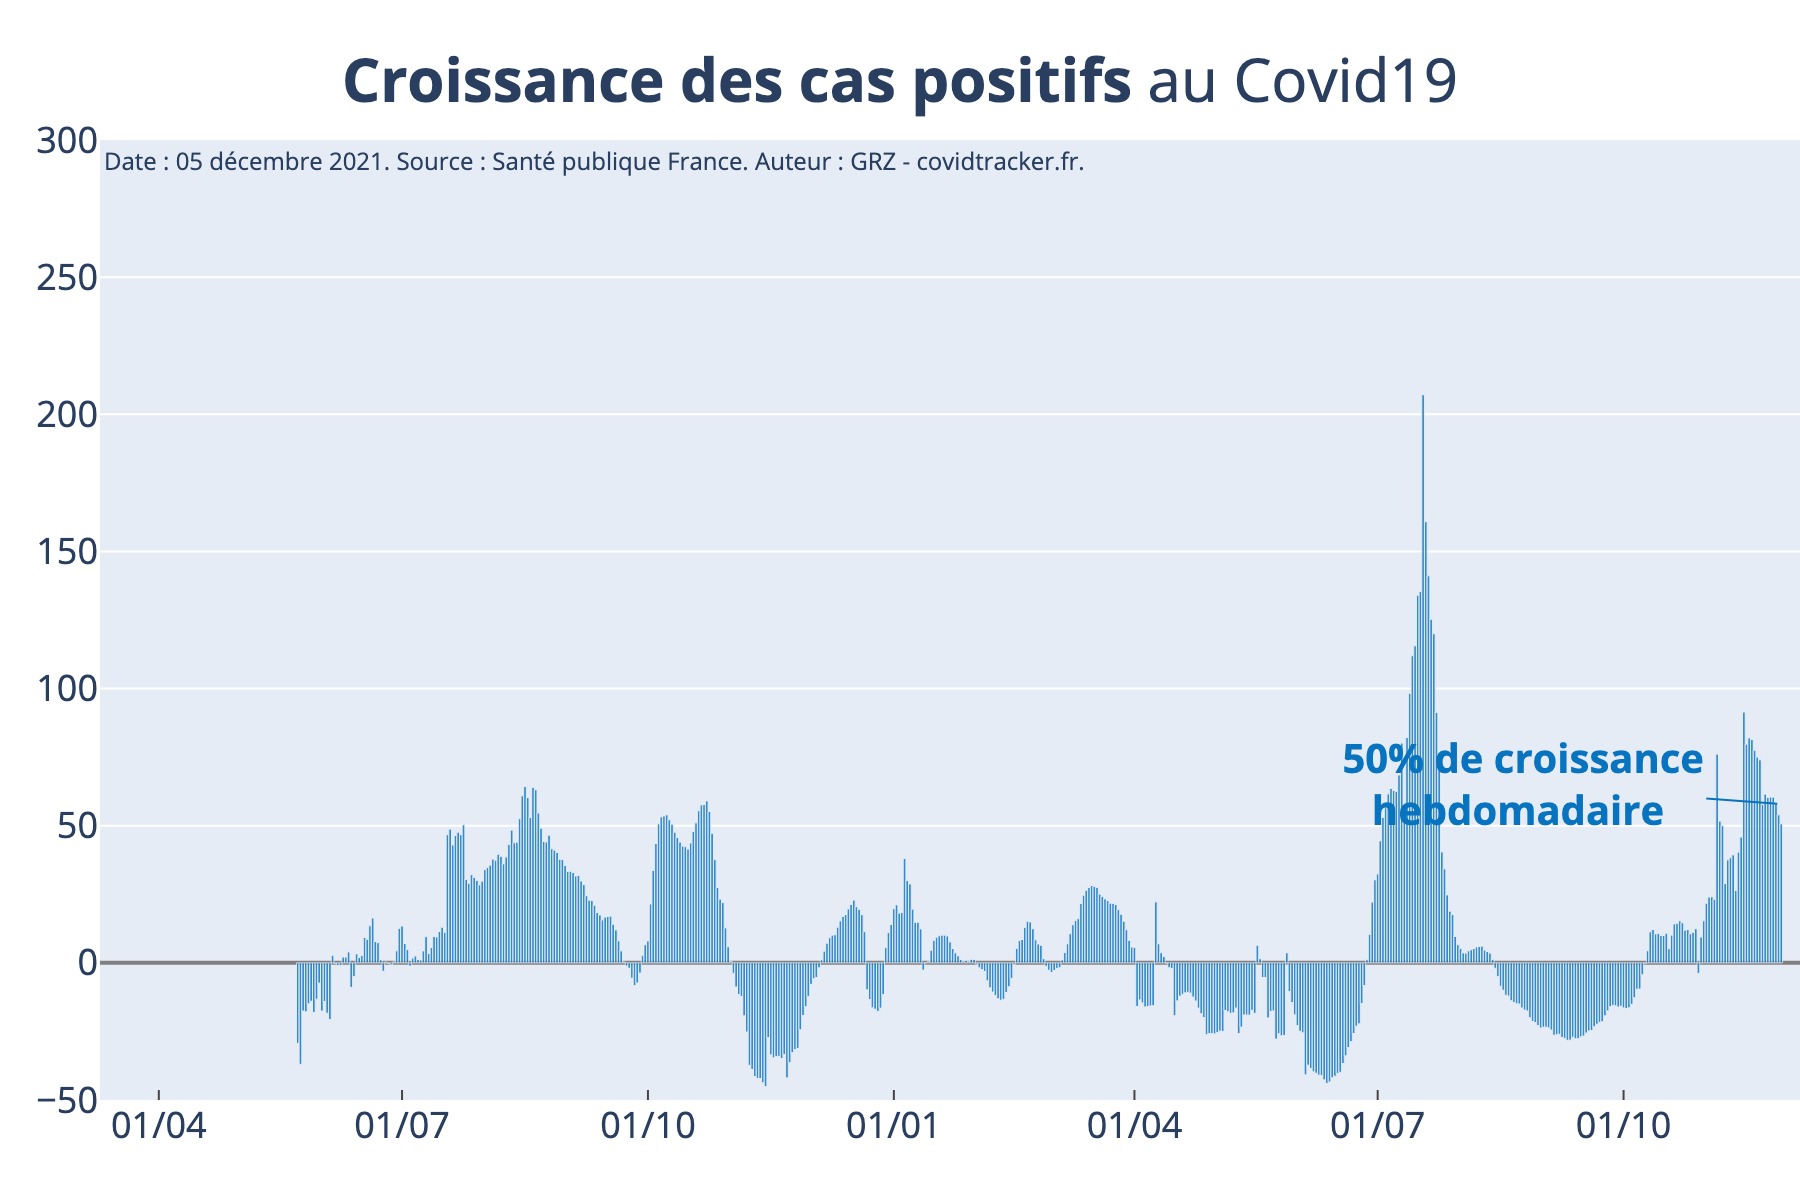 Croissance des cas positifs au Covid19
300
Date : 05 décembre 2021. Source : Santé publique France. Auteur : GRZ - covidtracker.fr.
250
200
150
100
50% de croissance
hebdomadaire
50
0
−50
01/04 01/07 01/10 01/01 01/04 01/07 01/10